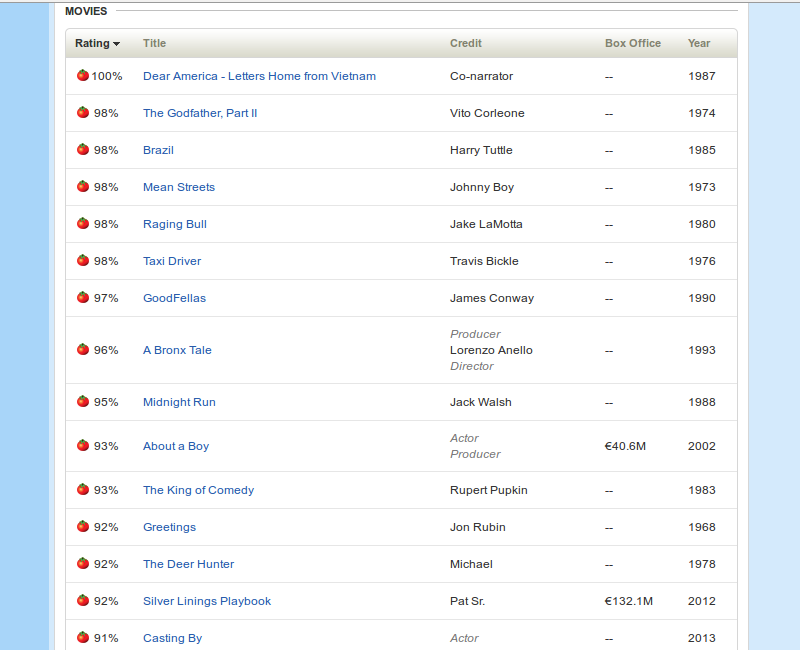 MOVIES
Rating Title Credit Box Office Year
100% Dear America - Letters Home from Vietnam Co-narrator -- 1987
98% The Godfather, Part II Vito Corleone -- 1974
98% Brazil Harry Tuttle -- 1985
98% Mean Streets Johnny Boy -- 1973
98% Raging Bull Jake LaMotta -- 1980
98% Taxi Driver Travis Bickle -- 1976
97% GoodFellas James Conway -- 1990
Producer
96% A Bronx Tale Lorenzo Anello -- 1993
Director
95% Midnight Run Jack Walsh -- 1988
Actor
93% About a Boy €40.6M 2002
Producer
93% The King of Comedy Rupert Pupkin -- 1983
92% Greetings Jon Rubin -- 1968
92% The Deer Hunter Michael -- 1978
92% Silver Linings Playbook Pat Sr. €132.1M 2012
91% Casting By Actor -- 2013